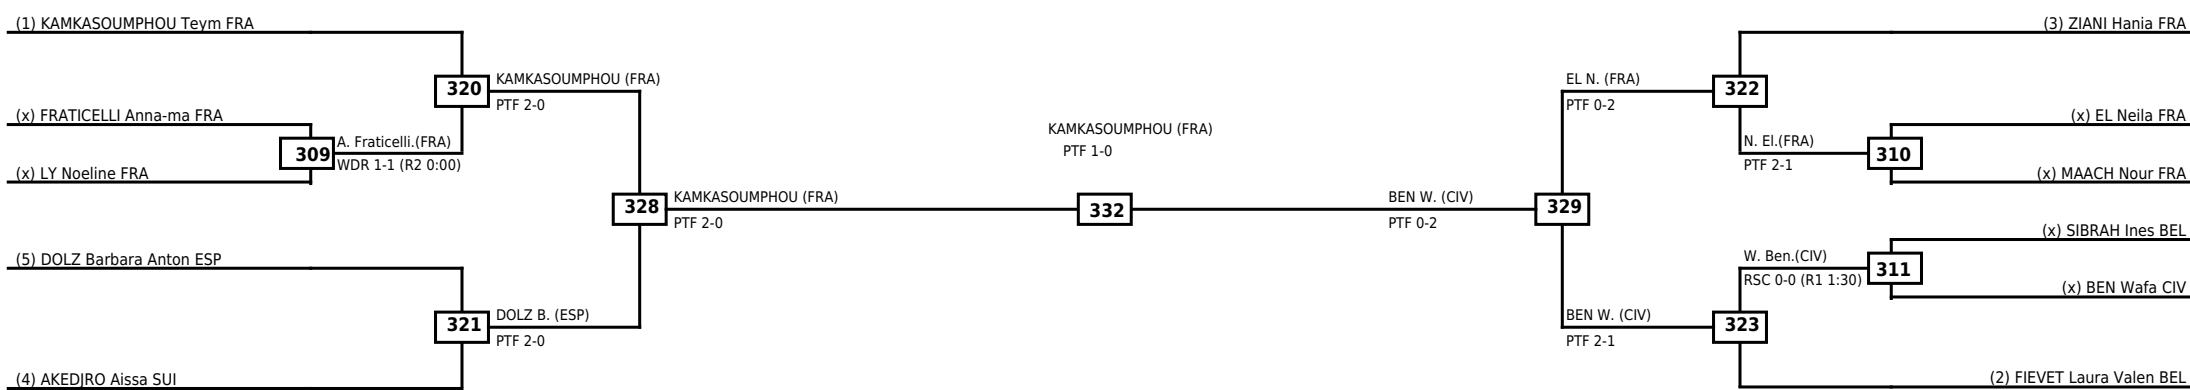 (1) KAMKASOUMPHOU Teym FRA
(3) ZIANI Hania FRA
320
KAMKASOUMPHOU (FRA)
PTF 2-0
EL N. (FRA)
PTF 0-2
322
(x) FRATICELLI Anna-ma FRA
309
A. Fraticelli.(FRA)
WDR 1-1 (R2 0:00)
(x) LY Noeline FRA
KAMKASOUMPHOU (FRA)
PTF 1-0
(x) EL Neila FRA
N. El.(FRA)
PTF 2-1
310
(x) MAACH Nour FRA
328
KAMKASOUMPHOU (FRA)
PTF 2-0
332
BEN W. (CIV)
PTF 0-2
329
(x) SIBRAH Ines BEL
W. Ben.(CIV)
RSC 0-0 (R1 1:30)
311
(x) BEN Wafa CIV
(5) DOLZ Barbara Anton ESP
321
DOLZ B. (ESP)
PTF 2-0
BEN W. (CIV)
PTF 2-1
323
(4) AKEDJRO Aissa SUI
(2) FIEVET Laura Valen BEL